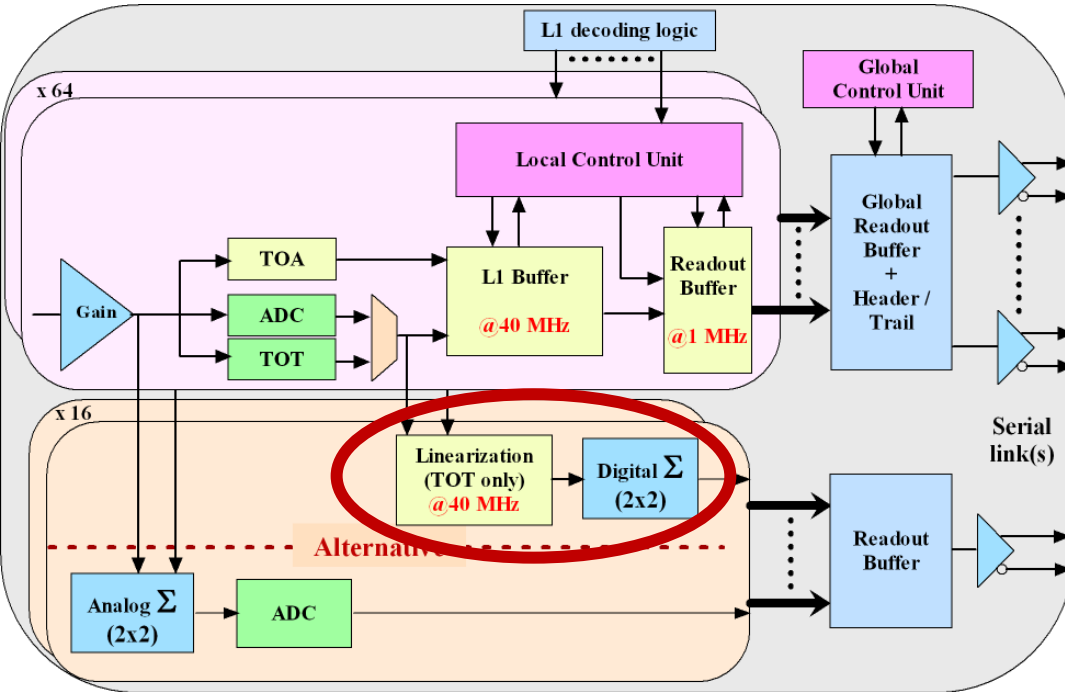 L1 decoding logic
Global
Control Unit
x 64
Local Control Unit
TOA
Gain
ADC
TOT
L1 Buffer
@40 MHz
Readout
Buffer
@1 MHz
Global
Readout
Buffer
+
Header /
Trail
x 16
Linearization
(TOT only)
@40 MHz
Digital Σ
(2x2)
Serial
link(s)
Alternative
Analog Σ
(2x2)
ADC
Readout
Buffer